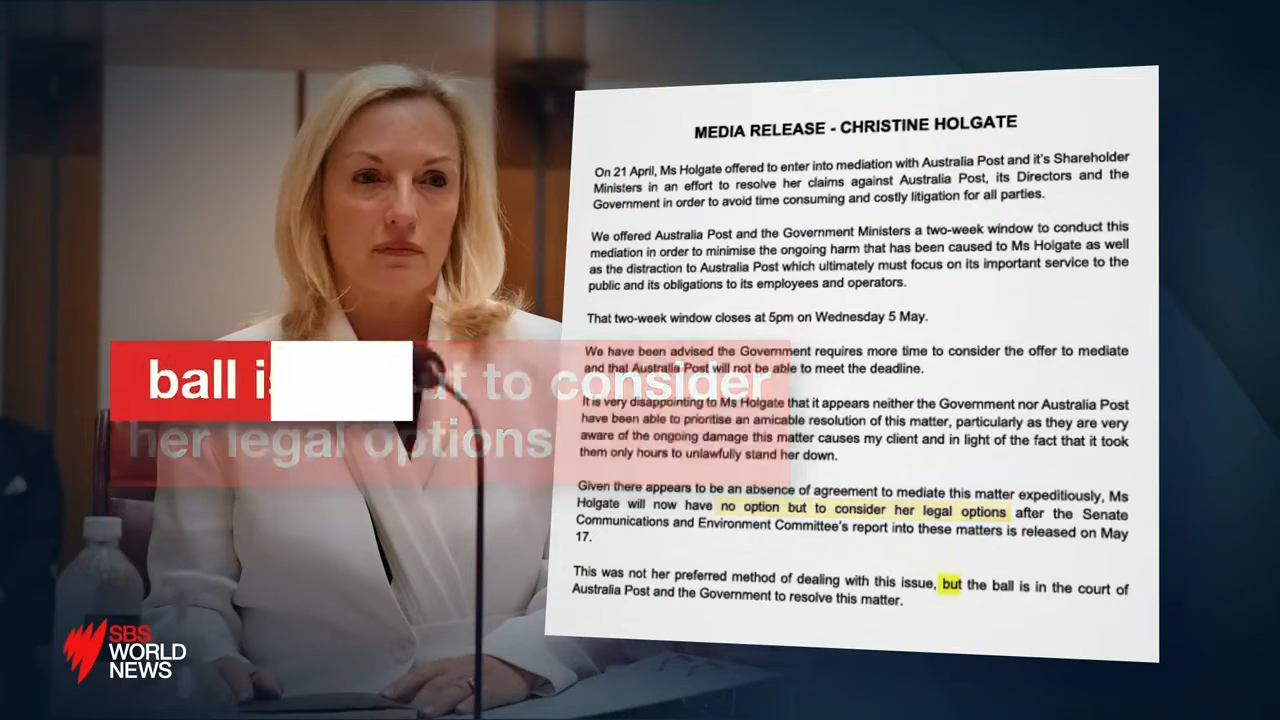 MEDIA RELEASE - CHRISTINE HOLGATE
On 21 April, Ms Holgate offered to enter into mediation with Australia Post and it's Shareholder
Ministers in an effort to resolve her claims against Australia Post, its Directors and the
Government in order to avoid time consuming and costly litigation for all parties.
We offered Australia Post and the Government Ministers a two-week window to conduct this
mediation in order to minimise the ongoing harm that has been caused to Ms Holgate as well
as the distraction to Australia Post which ultimately must focus on its important service to the
public and its obligations to its employees and operators.
That two-week window closes at 5pm on Wednesday 5 May.
We have been advised the Government requires more time to consider the offer to mediate
and that Australia Post will not be able to meet the deadline.
It is very disappointing to Ms Holgate that it appears neither the Government nor Australia Post
have been able to prioritise an amicable resolution of this matter, particularly as they are very
aware of the ongoing damage this matter causes my client and in light of the fact that it took
them only hours to unlawfully stand her down.
Given there appears to be an absence of agreement to mediate this matter expeditiously, Ms
Holgate will now have no option but to consider her legal options after the Senate
Communications and Environment Committee's report into these matters is released on May
17.
This was not her preferred method of dealing with this issue, but the ball is in the court of
Australia Post and the Government to resolve this matter.
ball is to consider
her legal options
SBS
WORLD
NEWS